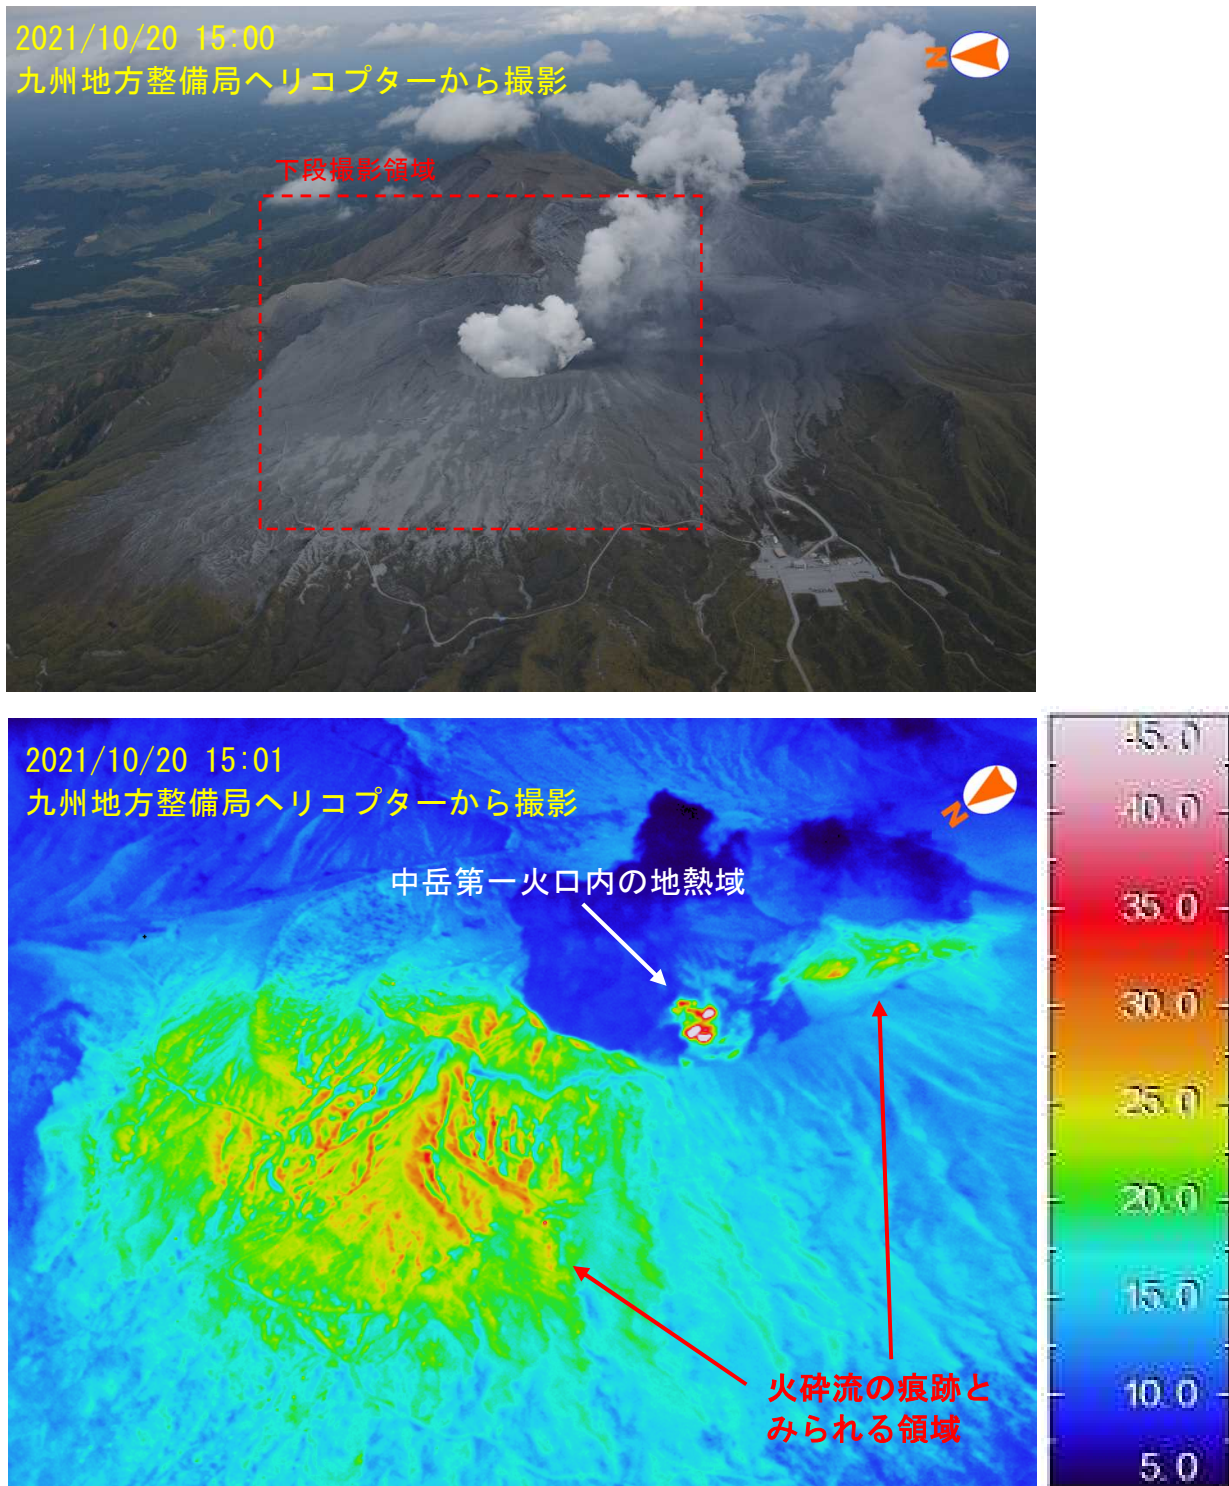 2021/10/20 15:00
九州地方整備局ヘリコプターから撮影
N
下段撮影領域
2021/10/20 15:01
九州地方整備局ヘリコプターから撮影
N
中岳第一火口内の地熱域
火砕流の痕跡と
みられる領域
45.0
40.0
35.0
30.0
25.0
20.0
15.0
10.0
5.0